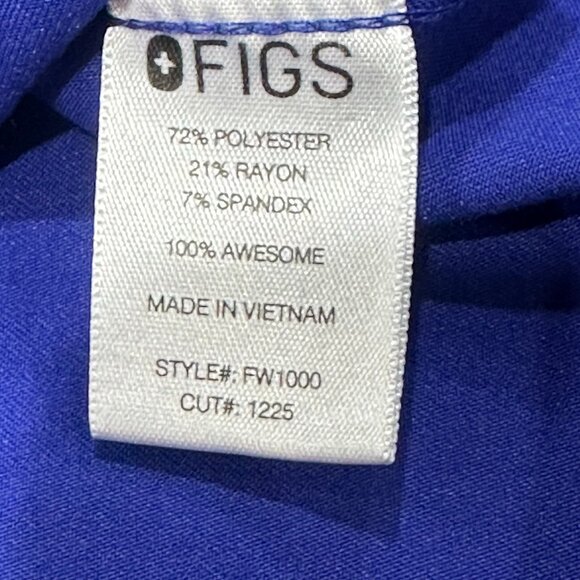 FIGS
72% POLYESTER
21% RAYON
7% SPANDEX
100% AWESOME
MADE IN VIETNAM
STYLE#: FW1000
CUT#: 1225